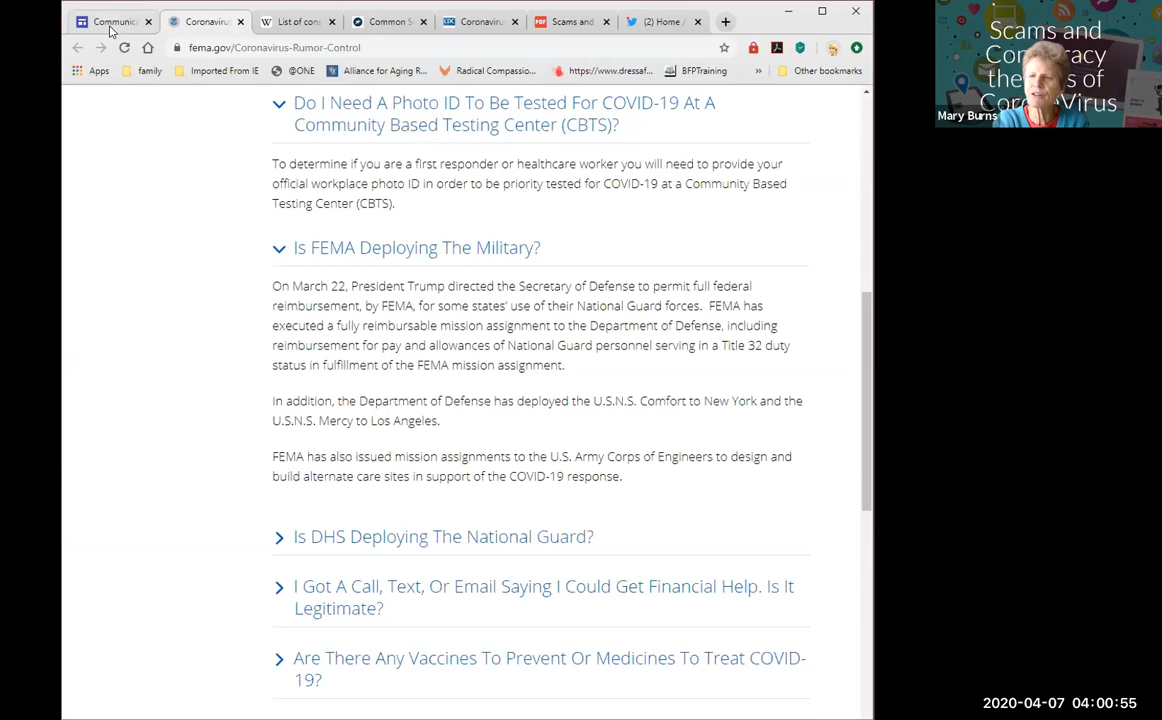 Communic
Coronavirus
List of cons
Common S
Coronavirus
Scams and
(2) Home /
fema.gov/Coronavirus-Rumor-Control
Apps
family
Imported From IE
@ONE
Alliance for Aging R...
Radical Compassio...
https://www.dressaf...
BFPTraining
»
Other bookmarks
Do I Need A Photo ID To Be Tested For COVID-19 At A
Community Based Testing Center (CBTS)?
To determine if you are a first responder or healthcare worker you will need to provide your
official workplace photo ID in order to be priority tested for COVID-19 at a Community Based
Testing Center (CBTS).
Is FEMA Deploying The Military?
On March 22, President Trump directed the Secretary of Defense to permit full federal
reimbursement, by FEMA, for some states' use of their National Guard forces. FEMA has
executed a fully reimbursable mission assignment to the Department of Defense, including
reimbursement for pay and allowances of National Guard personnel serving in a Title 32 duty
status in fulfillment of the FEMA mission assignment.
In addition, the Department of Defense has deployed the U.S.N.S. Comfort to New York and the
U.S.N.S. Mercy to Los Angeles.
FEMA has also issued mission assignments to the U.S. Army Corps of Engineers to design and
build alternate care sites in support of the COVID-19 response.
Is DHS Deploying The National Guard?
I Got A Call, Text, Or Email Saying I Could Get Financial Help. Is It
Legitimate?
Are There Any Vaccines To Prevent Or Medicines To Treat COVID-
19?
Scams and
the
of
Virus
Mary Burns
2020-04-07 04:00:55